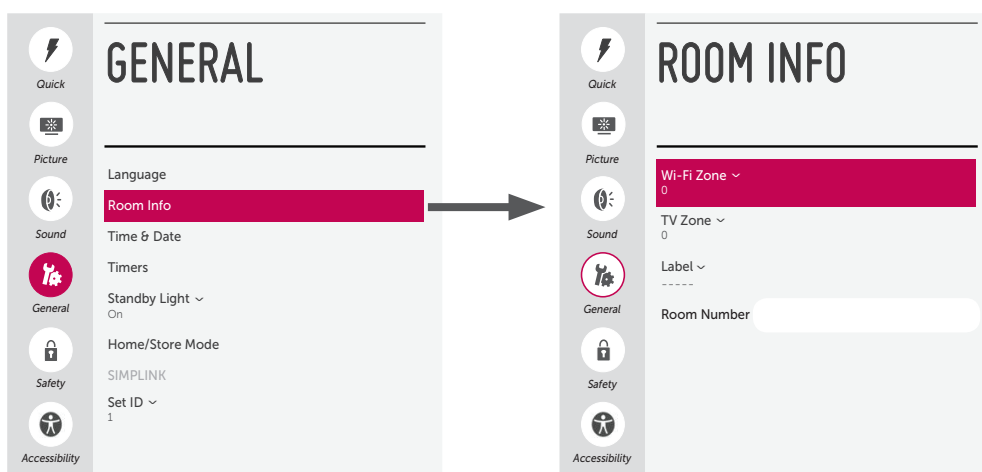 GENERAL
Quick
Picture
Sound
General
Safety
Accessibility
Language
Room Info
Time & Date
Timers
Standby Light
On
Home/Store Mode
SIMPLINK
Set ID
1
ROOM INFO
Quick
Picture
Sound
General
Safety
Accessibility
Wi-Fi Zone
0
TV Zone
0
Label
-----
Room Number